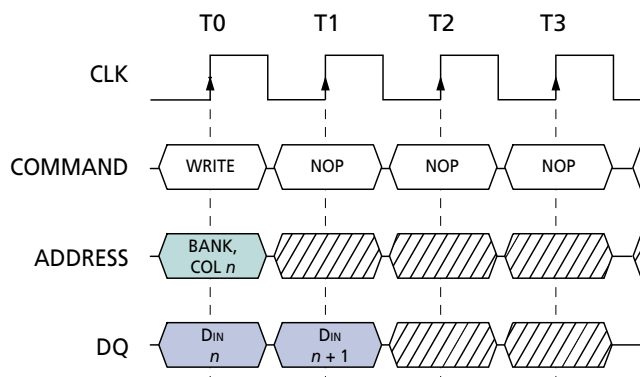 T0 T1 T2 T3
CLK
COMMAND WRITE NOP NOP NOP
ADDRESS BANK,
COL n
DQ DIN DIN
n n + 1